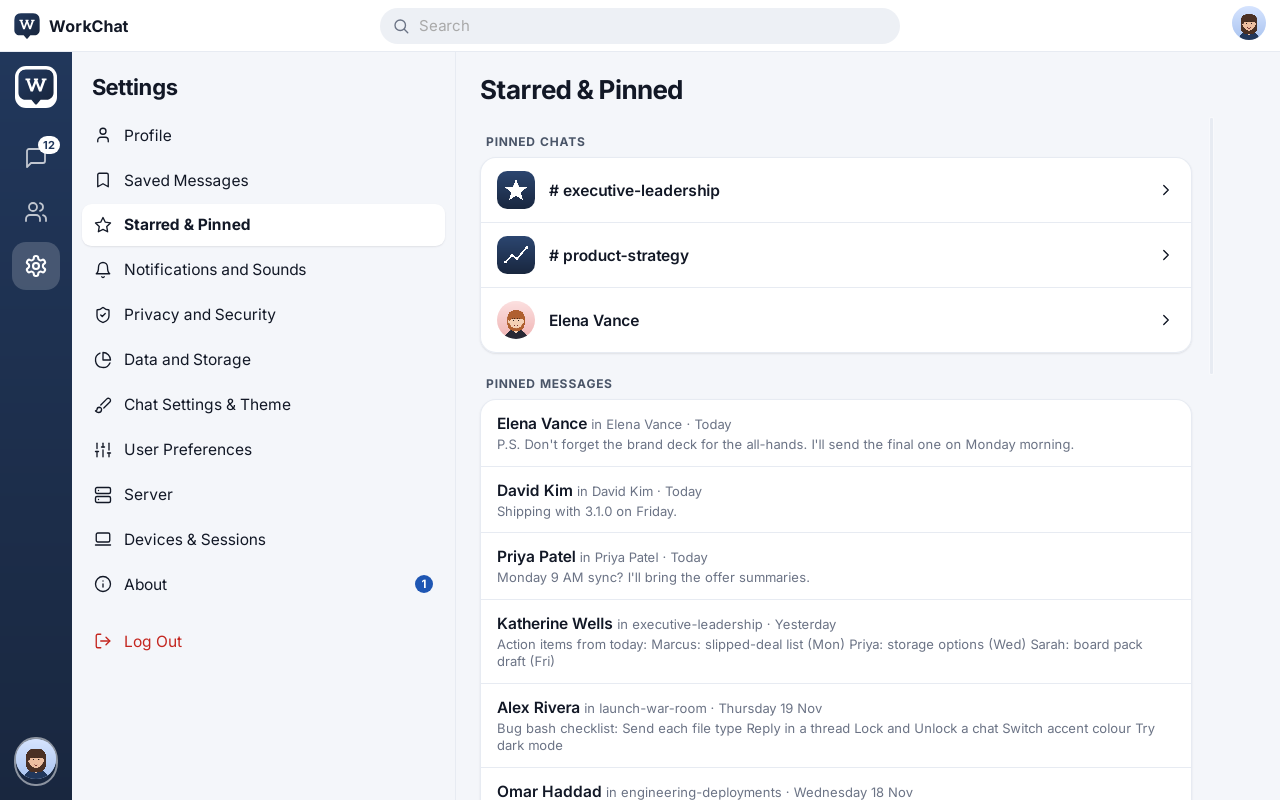 W WorkChat
Search
W
12
Settings
Profile
Saved Messages
Starred & Pinned
Notifications and Sounds
Privacy and Security
Data and Storage
Chat Settings & Theme
User Preferences
Server
Devices & Sessions
About 1
Log Out
Starred & Pinned
PINNED CHATS
# executive-leadership
# product-strategy
Elena Vance
PINNED MESSAGES
Elena Vance in Elena Vance · Today
P.S. Don't forget the brand deck for the all-hands. I'll send the final one on Monday morning.
David Kim in David Kim · Today
Shipping with 3.1.0 on Friday.
Priya Patel in Priya Patel · Today
Monday 9 AM sync? I'll bring the offer summaries.
Katherine Wells in executive-leadership · Yesterday
Action items from today: Marcus: slipped-deal list (Mon) Priya: storage options (Wed) Sarah: board pack
draft (Fri)
Alex Rivera in launch-war-room · Thursday 19 Nov
Bug bash checklist: Send each file type Reply in a thread Lock and Unlock a chat Switch accent colour Try
dark mode
Omar Haddad in engineering-deployments · Wednesday 18 Nov